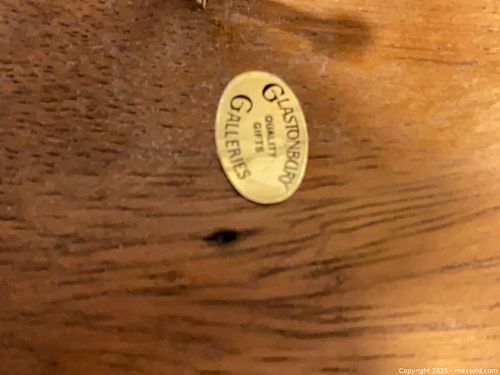 GLASTONBURY
QUALITY
GIFTS
GALLERIES
Copyright 2025 - maxsold.com